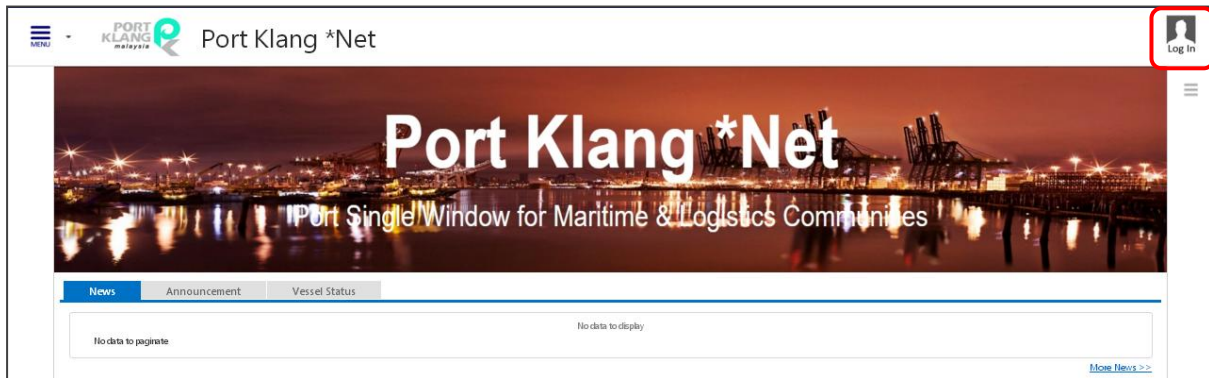 MENU
PORT
KLANG
malaysia
Port Klang *Net
Log In
Port Klang *Net
Port Single Window for Maritime & Logistics Communities
News Announcement Vessel Status
No data to display
No data to paginate
More News >>